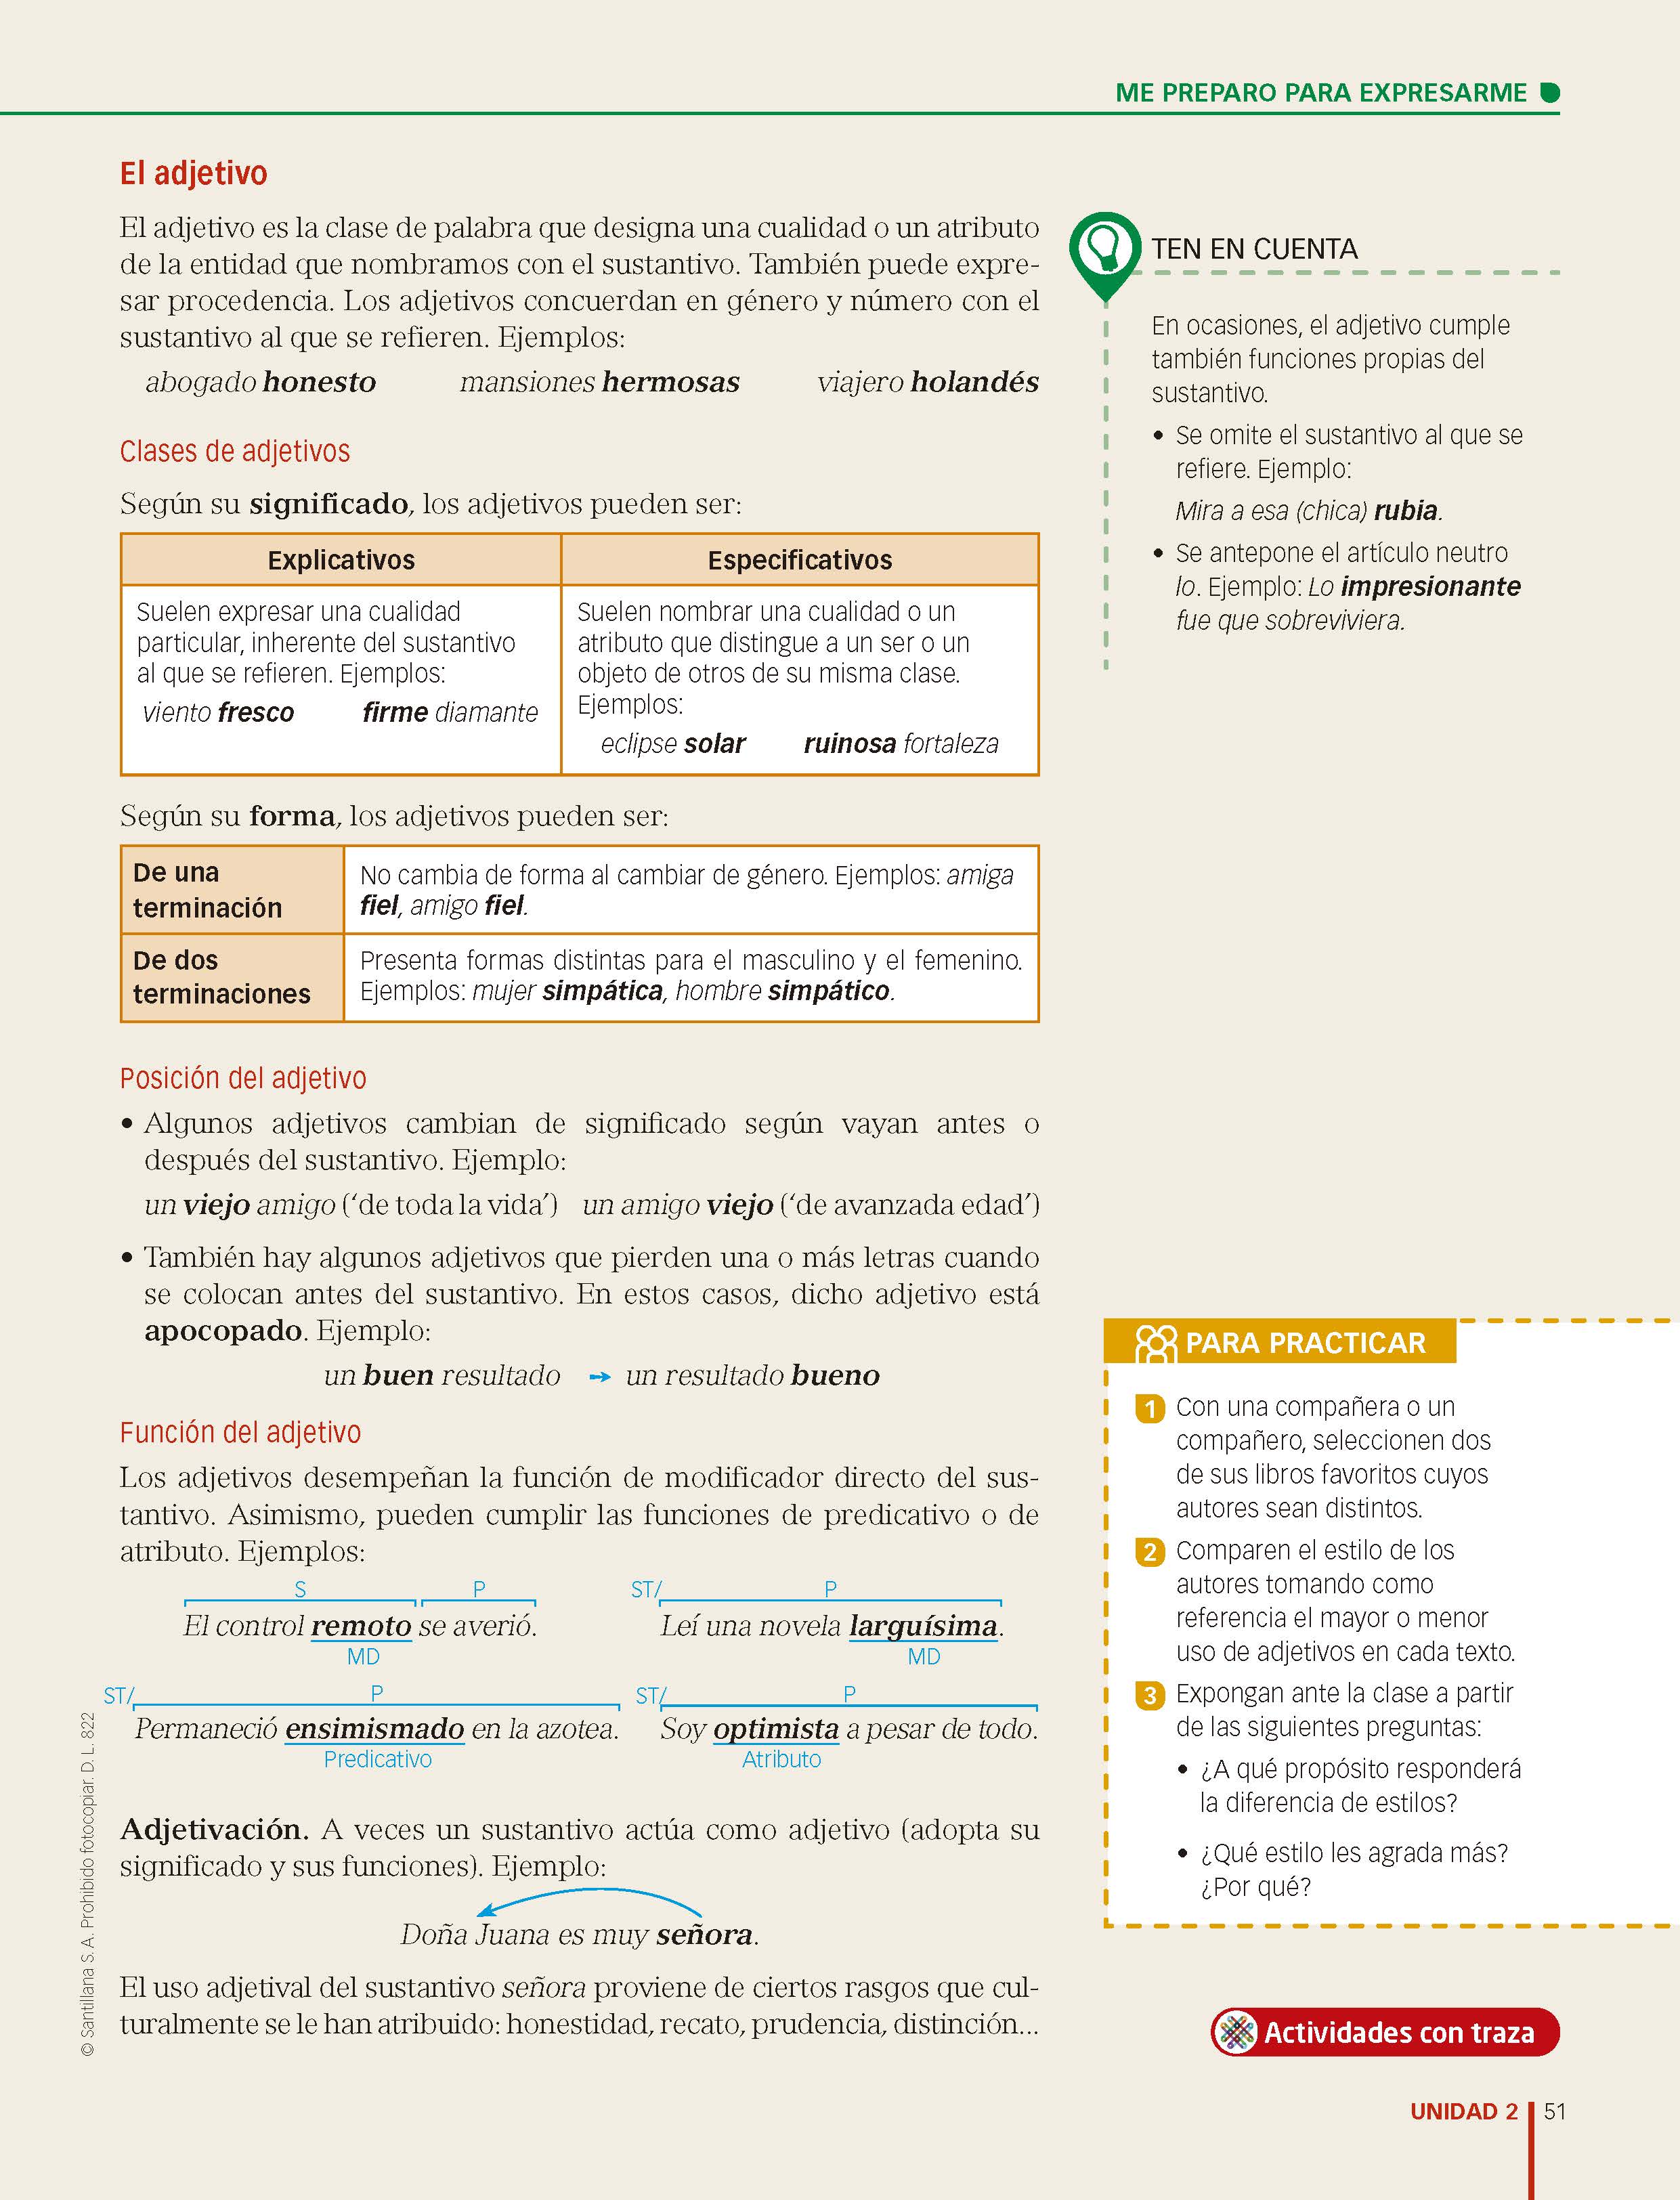 ME PREPARO PARA EXPRESARME
El adjetivo
El adjetivo es la clase de palabra que designa una cualidad o un atributo
de la entidad que nombramos con el sustantivo. También puede expre-
sar procedencia. Los adjetivos concuerdan en género y número con el
sustantivo al que se refieren. Ejemplos:
abogado honesto mansiones hermosas viajero holandés
Clases de adjetivos
Según su significado, los adjetivos pueden ser:
Explicativos
Suelen expresar una cualidad
particular, inherente del sustantivo
al que se refieren. Ejemplos:
viento fresco firme diamante
Especificativos
Suelen nombrar una cualidad o un
atributo que distingue a un ser o un
objeto de otros de su misma clase.
Ejemplos:
eclipse solar ruinosa fortaleza
Según su forma, los adjetivos pueden ser:
De una
terminación
No cambia de forma al cambiar de género. Ejemplos: amiga
fiel, amigo fiel.
De dos
terminaciones
Presenta formas distintas para el masculino y el femenino.
Ejemplos: mujer simpática, hombre simpático.
Posición del adjetivo
• Algunos adjetivos cambian de significado según vayan antes o
después del sustantivo. Ejemplo:
un viejo amigo (‘de toda la vida’) un amigo viejo (‘de avanzada edad’)
• También hay algunos adjetivos que pierden una o más letras cuando
se colocan antes del sustantivo. En estos casos, dicho adjetivo está
apocopado. Ejemplo:
un buen resultado ➙ un resultado bueno
Función del adjetivo
Los adjetivos desempeñan la función de modificador directo del sus-
tantivo. Asimismo, pueden cumplir las funciones de predicativo o de
atributo. Ejemplos:
S P
El control remoto se averió.
MD
ST/ P
Leí una novela larguísima.
MD
ST/ P
Permaneció ensimismado en la azotea.
Predicativo
ST/ P
Soy optimista a pesar de todo.
Atributo
Adjetivación. A veces un sustantivo actúa como adjetivo (adopta su
significado y sus funciones). Ejemplo:
Doña Juana es muy señora.
El uso adjetival del sustantivo señora proviene de ciertos rasgos que cul-
turalmente se le han atribuido: honestidad, recato, prudencia, distinción...
TEN EN CUENTA
En ocasiones, el adjetivo cumple
también funciones propias del
sustantivo.
• Se omite el sustantivo al que se
refiere. Ejemplo:
Mira a esa (chica) rubia.
• Se antepone el artículo neutro
lo. Ejemplo: Lo impresionante
fue que sobreviviera.
PARA PRACTICAR
1 Con una compañera o un
compañero, seleccionen dos
de sus libros favoritos cuyos
autores sean distintos.
2 Comparen el estilo de los
autores tomando como
referencia el mayor o menor
uso de adjetivos en cada texto.
3 Expongan ante la clase a partir
de las siguientes preguntas:
• ¿A qué propósito responderá
la diferencia de estilos?
• ¿Qué estilo les agrada más?
¿Por qué?
Actividades con traza
© Santillana S. A. Prohibido fotocopiar. D. L. 822
UNIDAD 2 51